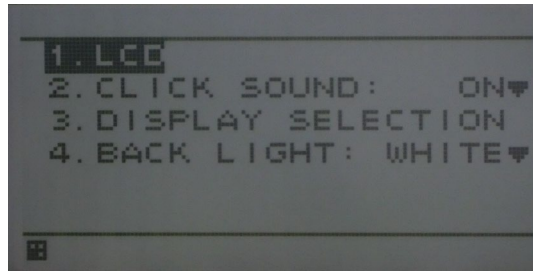 1.LCD
2.CLICK SOUND: ON
3.DISPLAY SELECTION
4.BACK LIGHT: WHITE